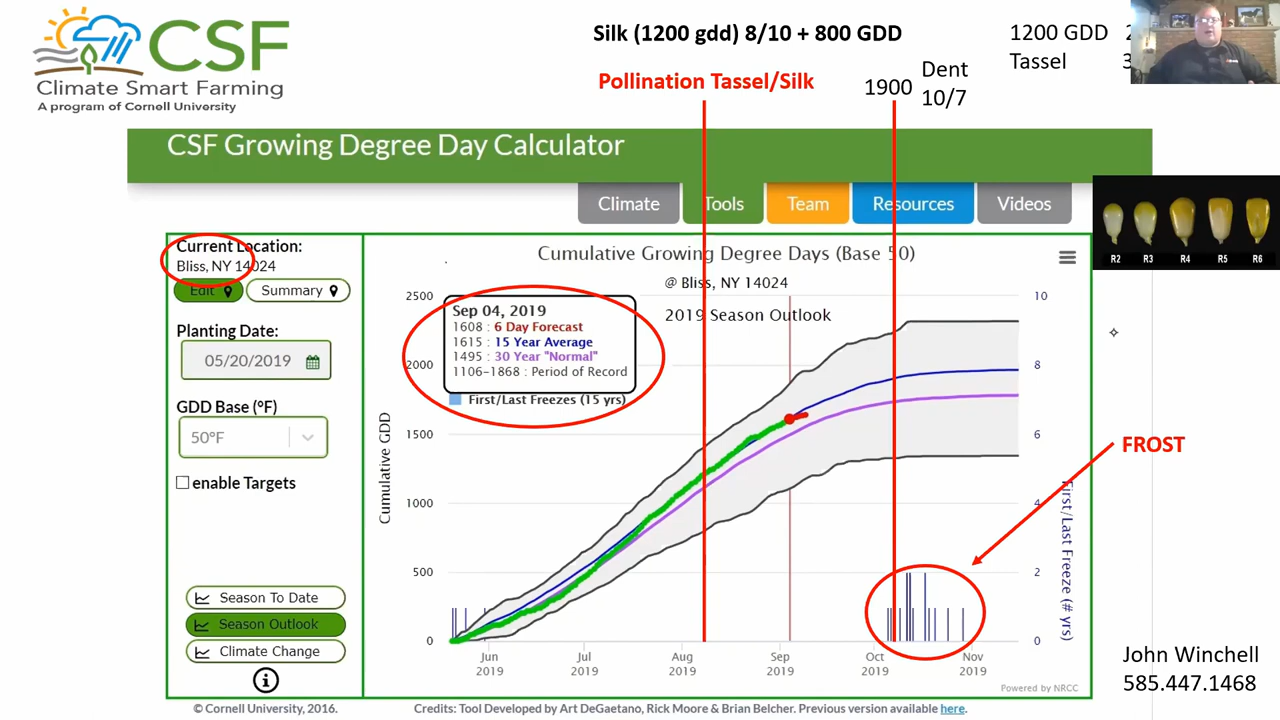 CSF
Climate Smart Farming
A program of Cornell University
Silk (1200 gdd) 8/10 + 800 GDD
Pollination Tassel/Silk
1900
Dent
10/7
1200 GDD
Tassel
CSF Growing Degree Day Calculator
Climate
Tools
Team
Resources
Videos
Current Location:
Bliss, NY 14024
Edit
Summary
Planting Date:
05/20/2019
GDD Base (°F)
50°F
enable Targets
Season To Date
Season Outlook
Climate Change
Cumulative Growing Degree Days (Base 50)
@ Bliss, NY 14024
2019 Season Outlook
Sep 04, 2019
1608 : 6 Day Forecast
1615 : 15 Year Average
1495 : 30 Year "Normal"
1106-1868 : Period of Record
First/Last Freezes (15 yrs)
Cumulative GDD
2500
2000
1500
1000
500
0
10
8
6
4
2
0
First/Last Freeze (# yrs)
Jun
2019
Jul
2019
Aug
2019
Sep
2019
Oct
2019
Nov
2019
Powered by NRCC
R2 R3 R4 R5 R6
FROST
John Winchell
585.447.1468
© Cornell University, 2016.
Credits: Tool Developed by Art DeGaetano, Rick Moore & Brian Belcher. Previous version available here.